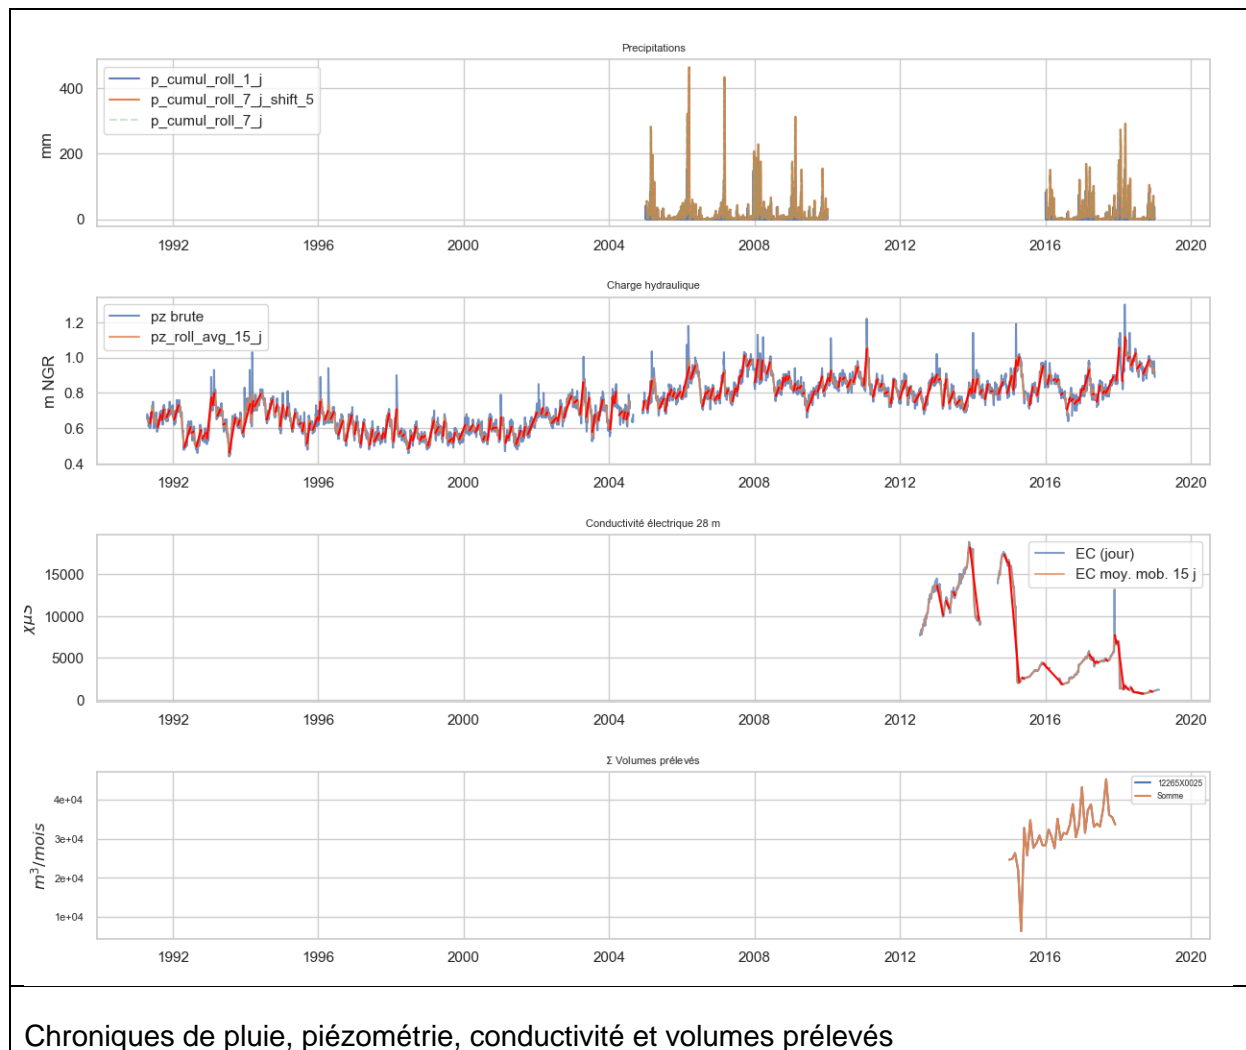 Precipitations
p_cumul_roll_1_j
p_cumul_roll_7_j_shift_5
p_cumul_roll_7_j
mm
400
200
0
1992 1996 2000 2004 2008 2012 2016 2020
Charge hydraulique
pz brute
pz_roll_avg_15_j
m NGR
1.2
1.0
0.8
0.6
0.4
1992 1996 2000 2004 2008 2012 2016 2020
Conductivité électrique 28 m
EC (jour)
EC moy. mob. 15 j
χμS
15000
10000
5000
0
1992 1996 2000 2004 2008 2012 2016 2020
Σ Volumes prélevés
12265X0025
Somme
m³/mois
4e+04
3e+04
2e+04
1e+04
1992 1996 2000 2004 2008 2012 2016 2020
Chroniques de pluie, piézométrie, conductivité et volumes prélevés